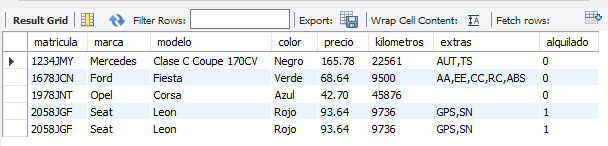 Result Grid Filter Rows: Export: Wrap Cell Content: IA Fetch rows:
matricula marca modelo color precio kilometros extras alquilado
1234JMY Mercedes Clase C Coupe 170CV Negro 165.78 22561 AUT,TS 0
1678JCN Ford Fiesta Verde 68.64 9500 AA,EE,CC,RC,ABS 0
1978JNT Opel Corsa Azul 42.70 45876 0
2058JGF Seat Leon Rojo 93.64 9736 GPS,SN 1
2058JGF Seat Leon Rojo 93.64 9736 GPS,SN 1